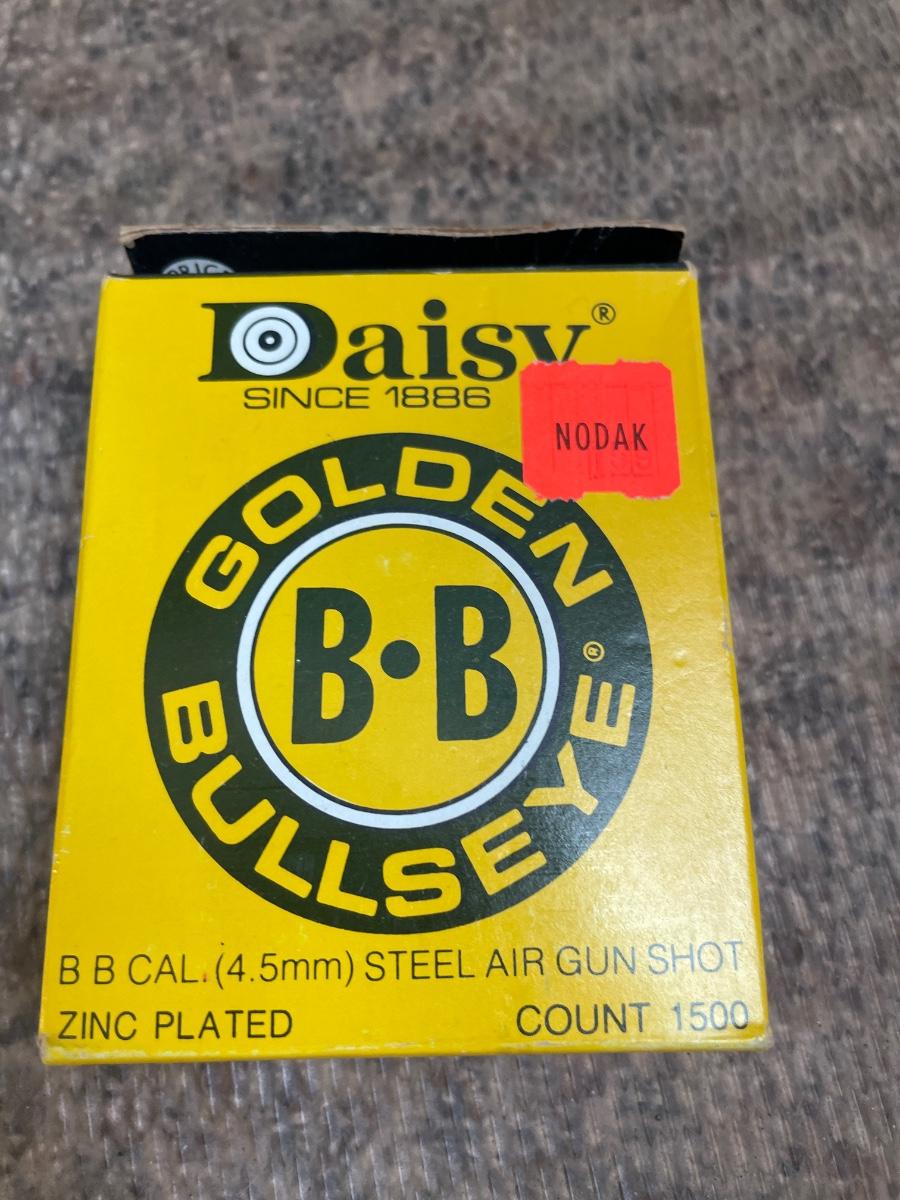 Daisy®
SINCE 1886
NODAK
GOLDEN
B•B
BULLSEYE®
B B CAL. (4.5mm) STEEL AIR GUN SHOT
ZINC PLATED COUNT 1500